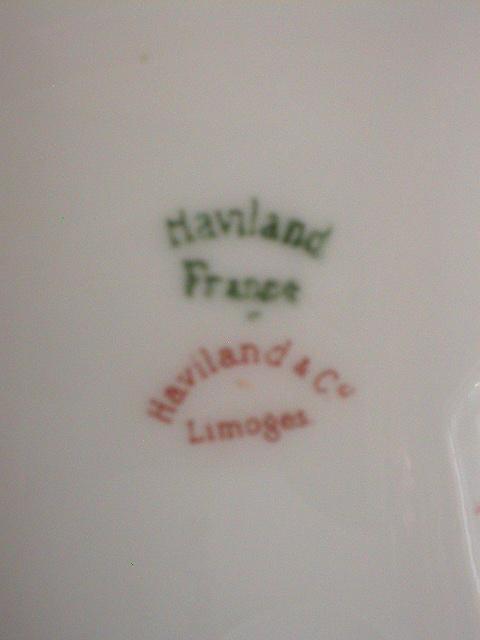 Haviland
France
Haviland & Co
Limoges